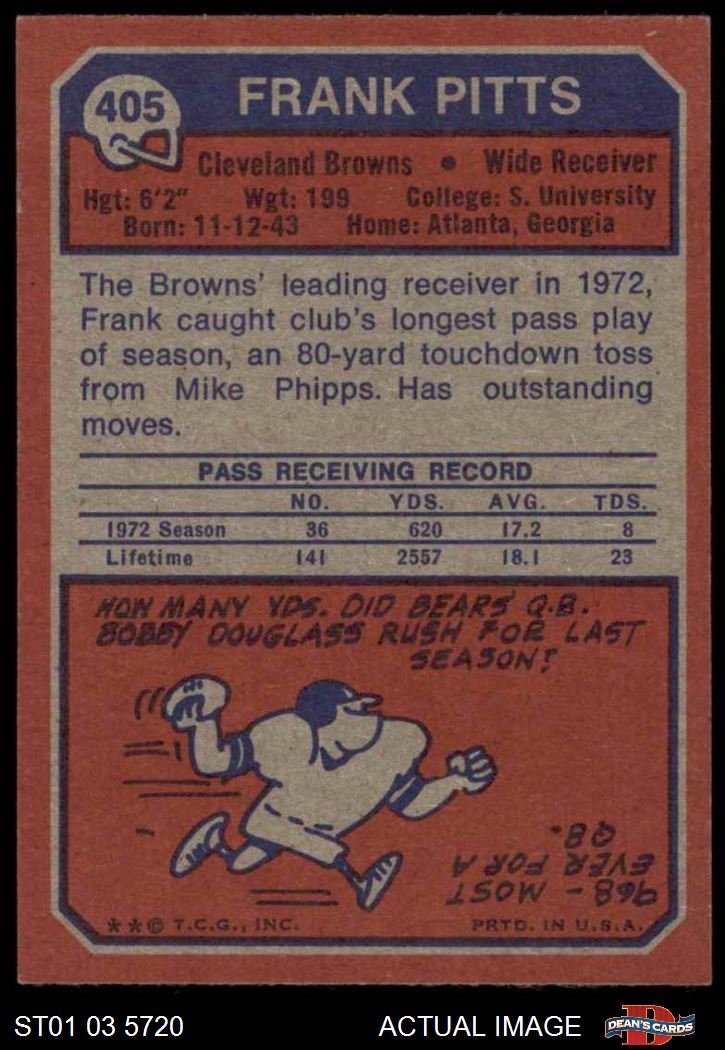 405
FRANK PITTS
Cleveland Browns • Wide Receiver
Hgt: 6'2" Wgt: 199 College: S. University
Born: 11-12-43 Home: Atlanta, Georgia
The Browns' leading receiver in 1972,
Frank caught club's longest pass play
of season, an 80-yard touchdown toss
from Mike Phipps. Has outstanding
moves.
PASS RECEIVING RECORD
NO. YDS. AVG. TDS.
1972 Season 36 620 17.2 8
Lifetime 141 2557 18.1 23
HOW MANY YDS. DID BEARS' Q.B.
BOBBY DOUGLASS RUSH FOR LAST
SEASON?
968 - MOST
EVER FOR A
QB.
**© T.C.G., INC. PRTD. IN U.S.A.
ST01 03 5720 ACTUAL IMAGE
D
DEAN'S CARDS